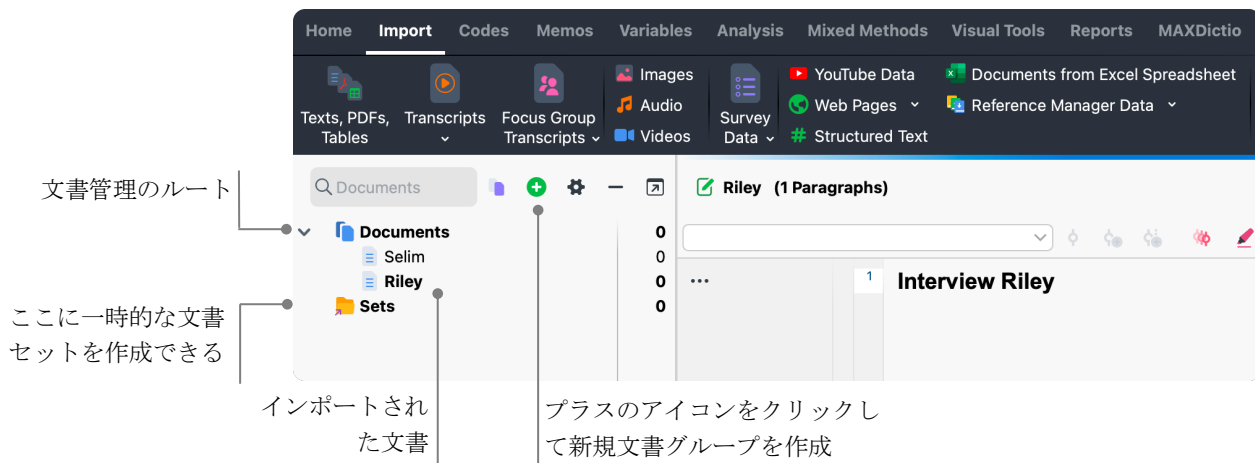 Home Import Codes Memos Variables Analysis Mixed Methods Visual Tools Reports MAXDictio
Texts, PDFs,
Tables
Transcripts
Focus Group
Transcripts
Images
Audio
Videos
Survey
Data
YouTube Data
Web Pages
Structured Text
Documents from Excel Spreadsheet
Reference Manager Data
文書管理のルート
Documents
Riley (1 Paragraphs)
Documents 0
Selim 0
Riley 0
Sets 0
1 Interview Riley
ここに一時的な文書
セットを作成できる
インポートされ
た文書
プラスのアイコンをクリックし
て新規文書グループを作成